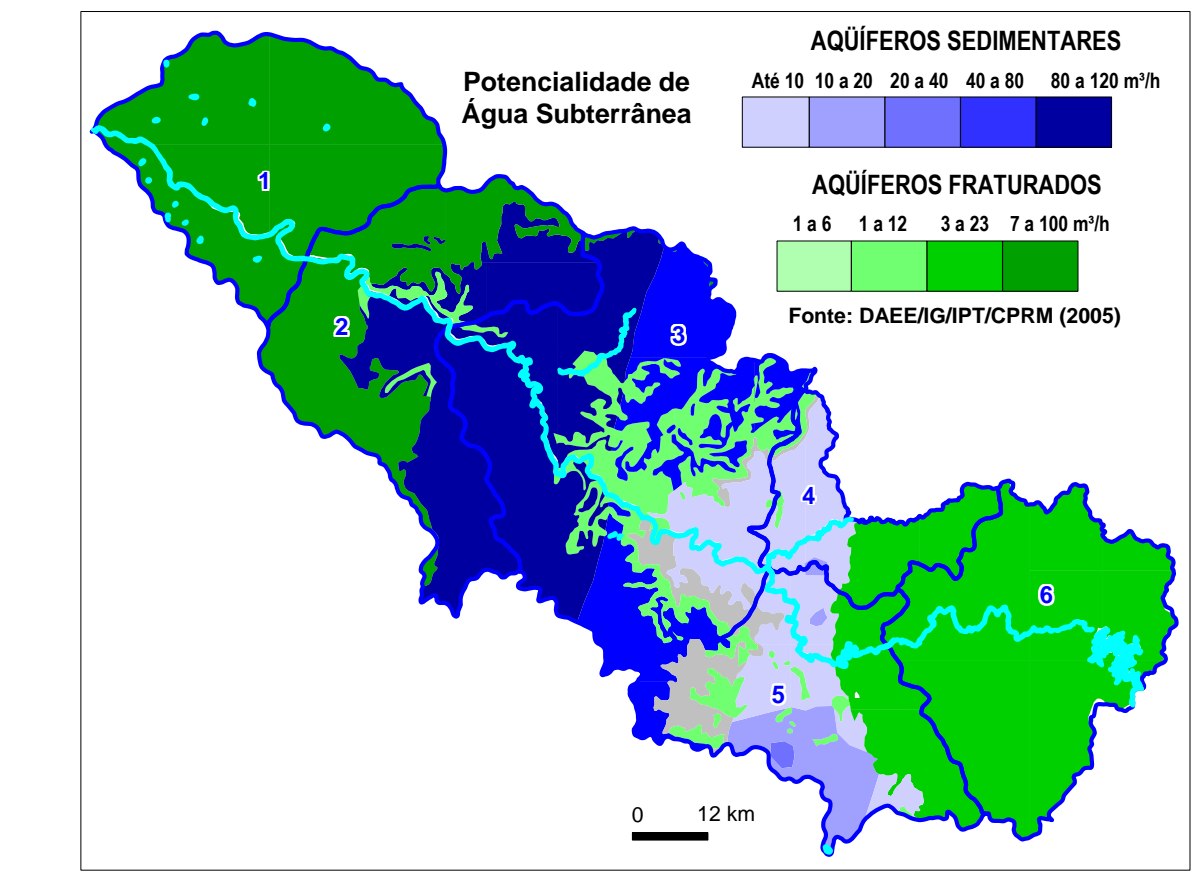 AQÜÍFEROS SEDIMENTARES
Potencialidade de
Água Subterrânea
Até 10 10 a 20 20 a 40 40 a 80 80 a 120 m³/h
AQÜÍFEROS FRATURADOS
1 a 6 1 a 12 3 a 23 7 a 100 m³/h
Fonte: DAEE/IG/IPT/CPRM (2005)
1
2
3
4
5
6
0 12 km